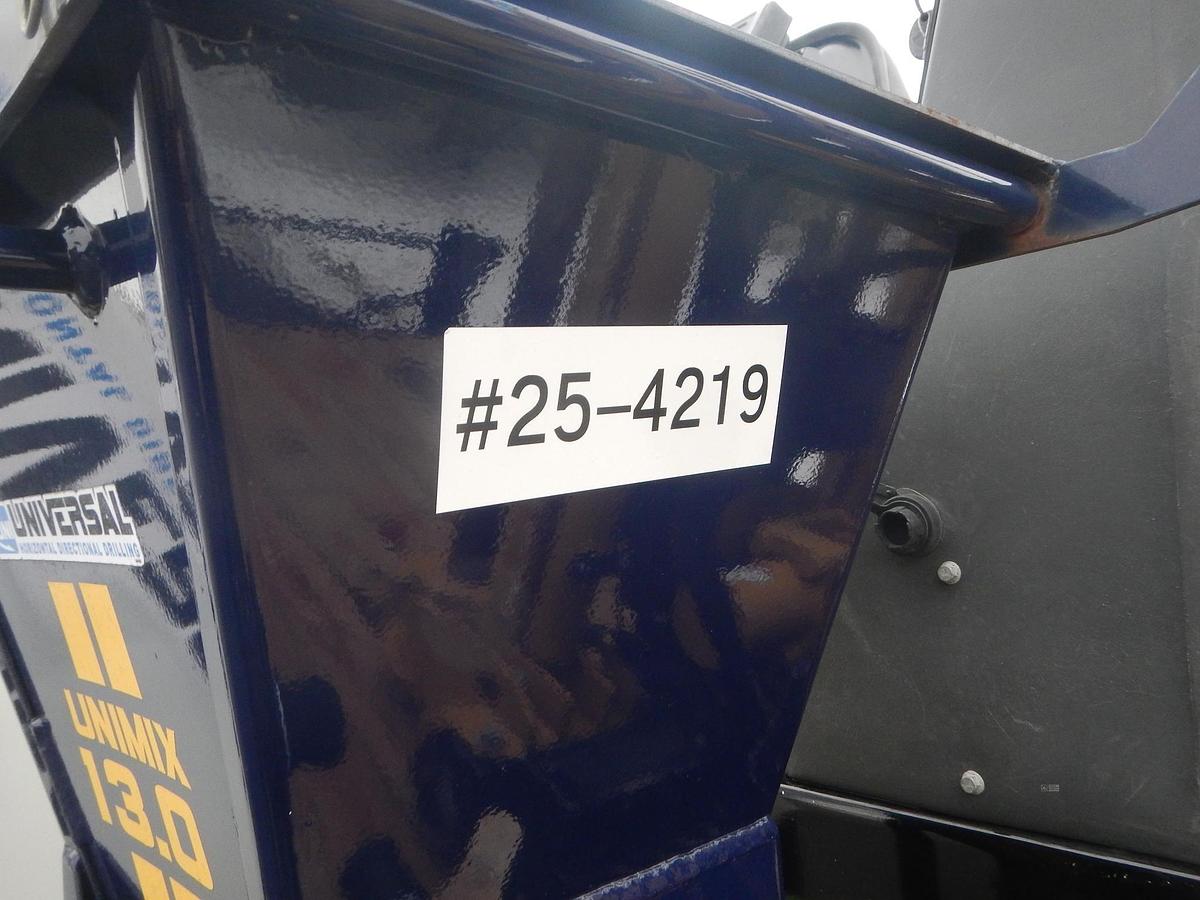 #25-4219
UNIVERSAL
HORIZONTAL DIRECTIONAL DRILLING
UNIMIX
13.0